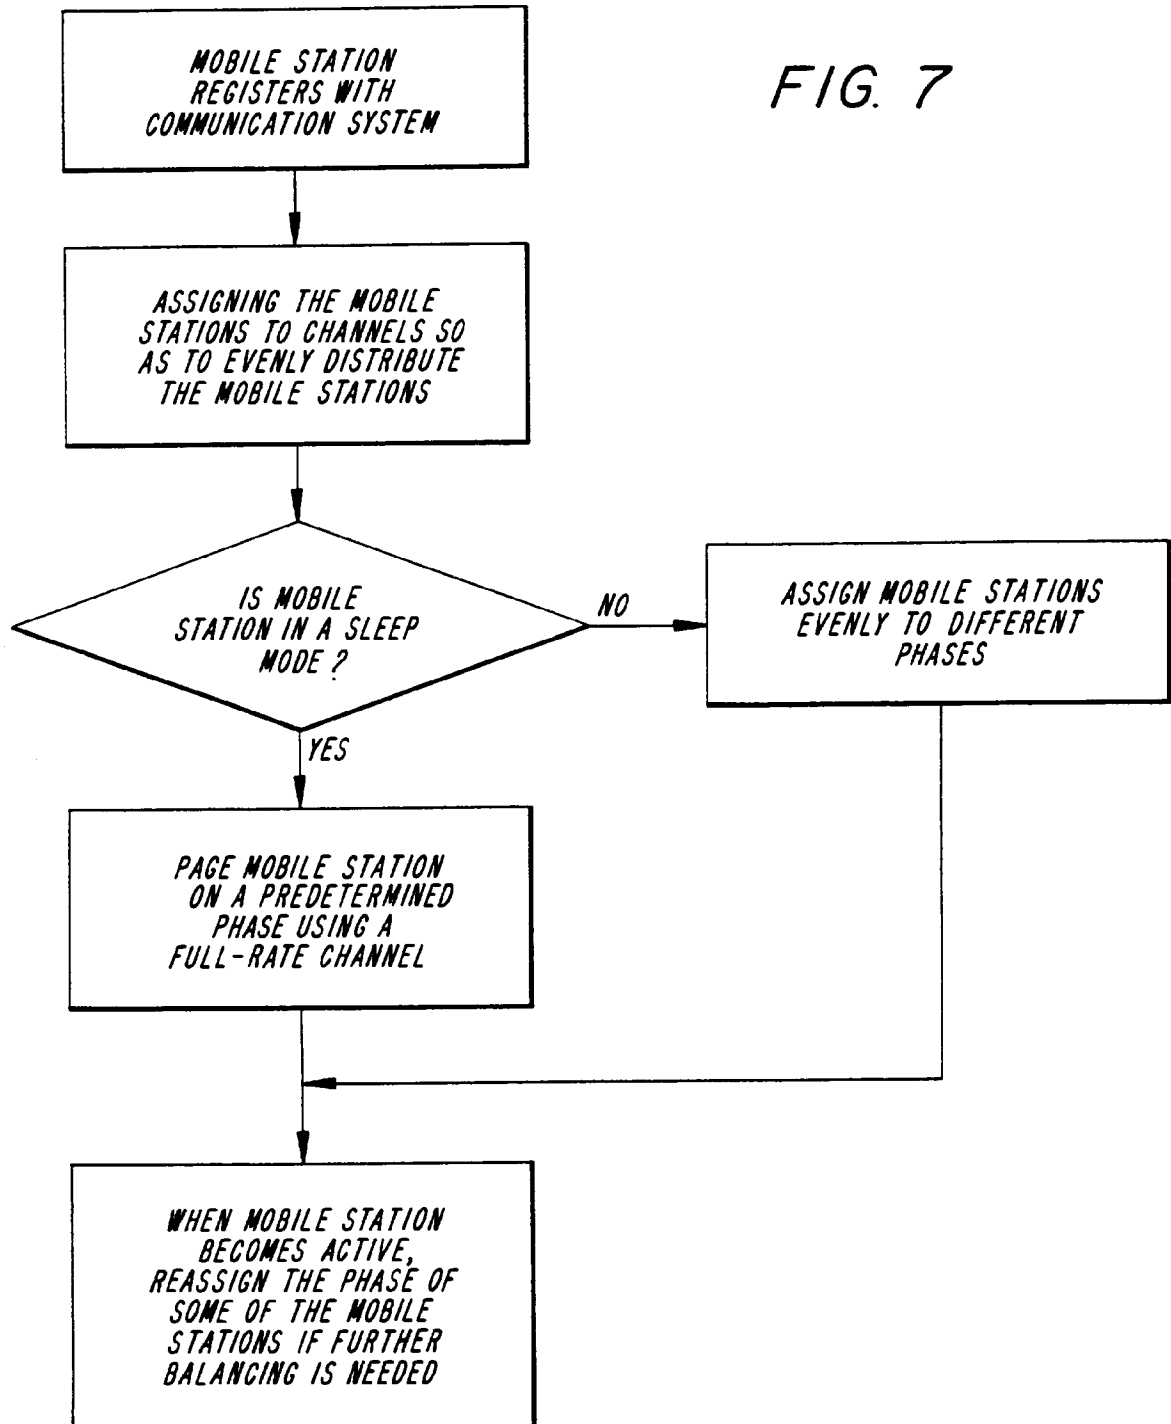 FIG. 7
MOBILE STATION
REGISTERS WITH
COMMUNICATION SYSTEM
ASSIGNING THE MOBILE
STATIONS TO CHANNELS SO
AS TO EVENLY DISTRIBUTE
THE MOBILE STATIONS
IS MOBILE
STATION IN A SLEEP
MODE?
NO
ASSIGN MOBILE STATIONS
EVENLY TO DIFFERENT
PHASES
YES
PAGE MOBILE STATION
ON A PREDETERMINED
PHASE USING A
FULL-RATE CHANNEL
WHEN MOBILE STATION
BECOMES ACTIVE,
REASSIGN THE PHASE OF
SOME OF THE MOBILE
STATIONS IF FURTHER
BALANCING IS NEEDED